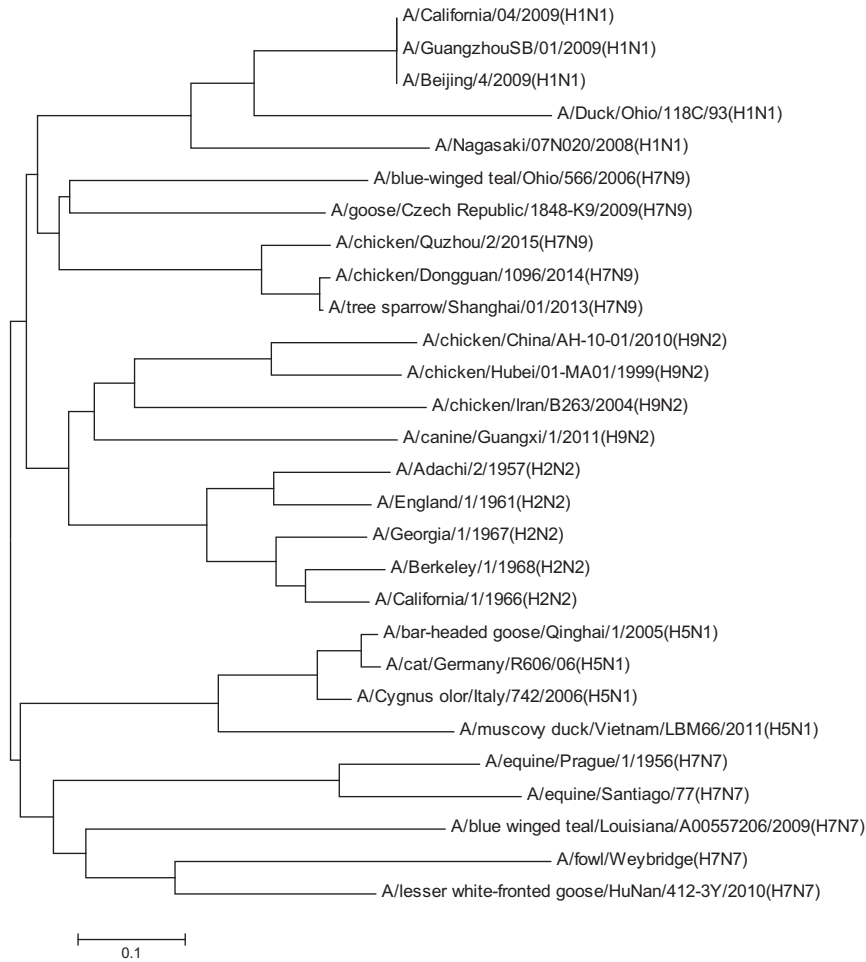 A/California/04/2009(H1N1)
A/GuangzhouSB/01/2009(H1N1)
A/Beijing/4/2009(H1N1)
A/Duck/Ohio/118C/93(H1N1)
A/Nagasaki/07N020/2008(H1N1)
A/blue-winged teal/Ohio/566/2006(H7N9)
A/goose/Czech Republic/1848-K9/2009(H7N9)
A/chicken/Quzhou/2/2015(H7N9)
A/chicken/Dongguan/1096/2014(H7N9)
A/tree sparrow/Shanghai/01/2013(H7N9)
A/chicken/China/AH-10-01/2010(H9N2)
A/chicken/Hubei/01-MA01/1999(H9N2)
A/chicken/Iran/B263/2004(H9N2)
A/canine/Guangxi/1/2011(H9N2)
A/Adachi/2/1957(H2N2)
A/England/1/1961(H2N2)
A/Georgia/1/1967(H2N2)
A/Berkeley/1/1968(H2N2)
A/California/1/1966(H2N2)
A/bar-headed goose/Qinghai/1/2005(H5N1)
A/cat/Germany/R606/06(H5N1)
A/Cygnus olor/Italy/742/2006(H5N1)
A/muscovy duck/Vietnam/LBM66/2011(H5N1)
A/equine/Prague/1/1956(H7N7)
A/equine/Santiago/77(H7N7)
A/blue winged teal/Louisiana/A00557206/2009(H7N7)
A/fowl/Weybridge(H7N7)
A/lesser white-fronted goose/HuNan/412-3Y/2010(H7N7)
0.1